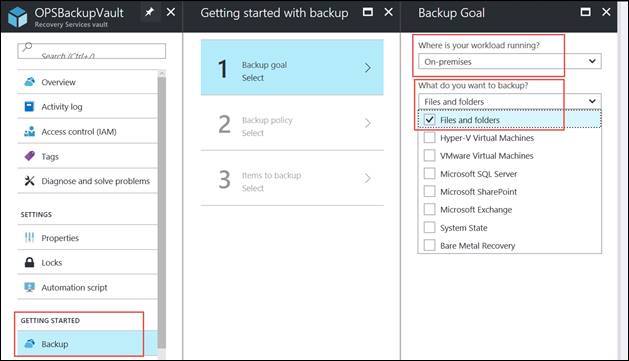 OPSBackupVault
Recovery Services vault
Search (Ctrl+/)
Overview
Activity log
Access control (IAM)
Tags
Diagnose and solve problems
SETTINGS
Properties
Locks
Automation script
GETTING STARTED
Backup
Getting started with backup
1
Backup goal
Select
2
Backup policy
Select
3
Items to backup
Select
Backup Goal
Where is your workload running?
On-premises
What do you want to backup?
Files and folders
Files and folders
Hyper-V Virtual Machines
VMware Virtual Machines
Microsoft SQL Server
Microsoft SharePoint
Microsoft Exchange
System State
Bare Metal Recovery